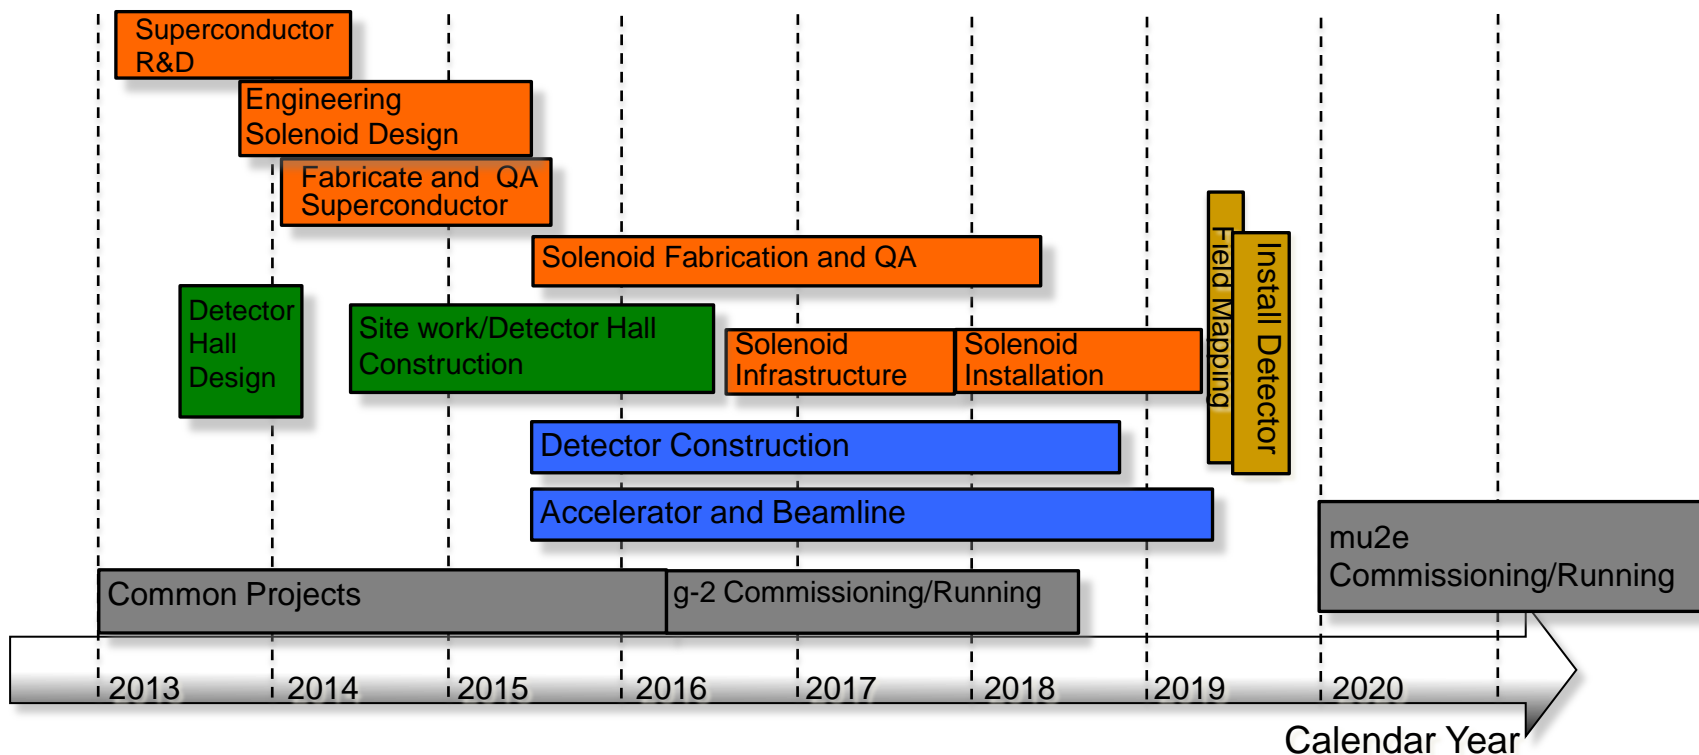 Superconductor
R&D
Engineering
Solenoid Design
Fabricate and QA
Superconductor
Solenoid Fabrication and QA
Detector
Hall
Design
Site work/Detector Hall
Construction
Solenoid
Infrastructure
Solenoid
Installation
Field Mapping
Install Detector
Detector Construction
Accelerator and Beamline
mu2e
Commissioning/Running
Common Projects
g-2 Commissioning/Running
2013
2014
2015
2016
2017
2018
2019
2020
Calendar Year